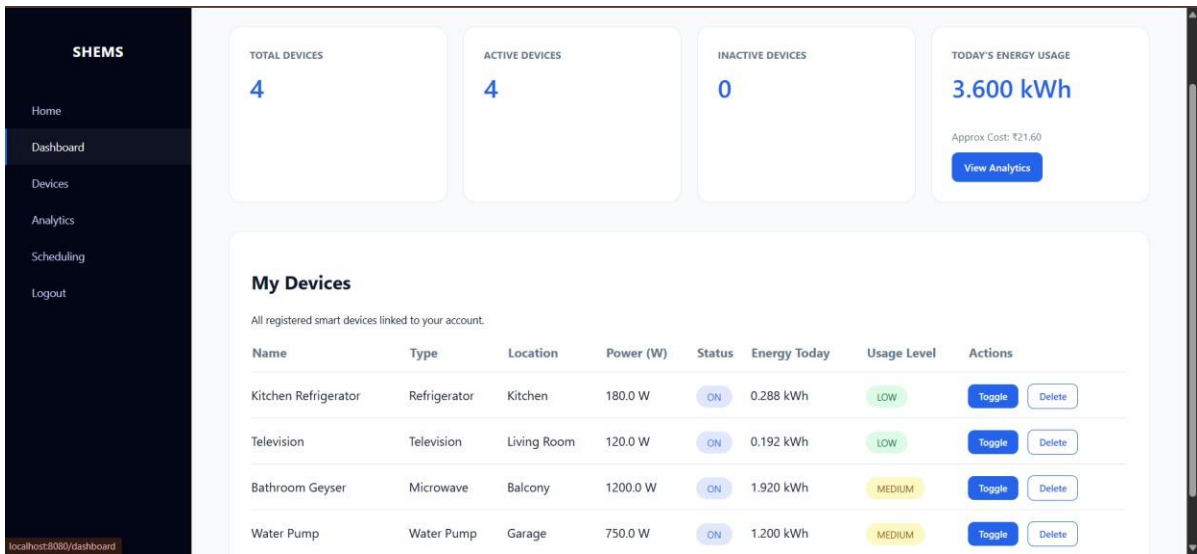 SHEMS
Home
Dashboard
Devices
Analytics
Scheduling
Logout
TOTAL DEVICES
4
ACTIVE DEVICES
4
INACTIVE DEVICES
0
TODAY'S ENERGY USAGE
3.600 kWh
Approx Cost: ₹21.60
View Analytics
My Devices
All registered smart devices linked to your account.
Name Type Location Power (W) Status Energy Today Usage Level Actions
Kitchen Refrigerator Refrigerator Kitchen 180.0 W ON 0.288 kWh LOW Toggle Delete
Television Television Living Room 120.0 W ON 0.192 kWh LOW Toggle Delete
Bathroom Geyser Microwave Balcony 1200.0 W ON 1.920 kWh MEDIUM Toggle Delete
Water Pump Water Pump Garage 750.0 W ON 1.200 kWh MEDIUM Toggle Delete
localhost:8080/dashboard